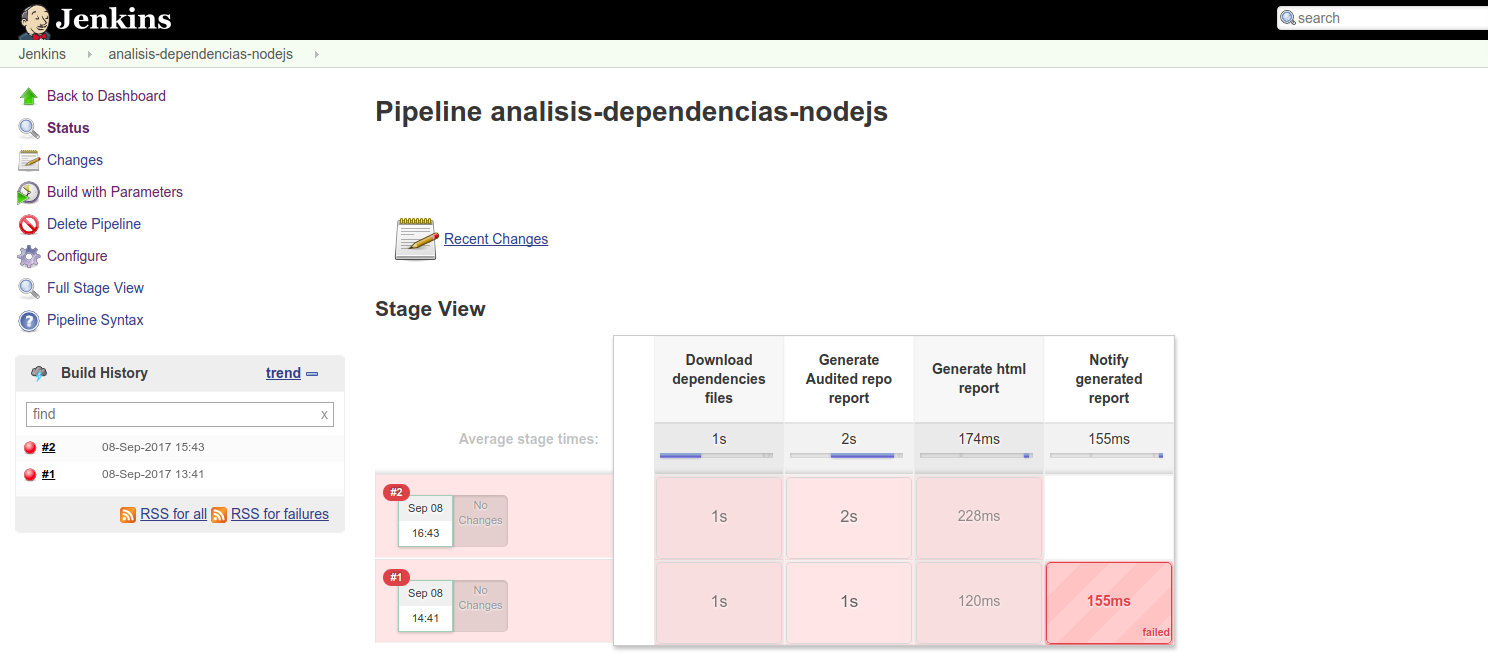 Jenkins
search
Jenkins
analisis-dependencias-nodejs
Back to Dashboard
Status
Changes
Build with Parameters
Delete Pipeline
Configure
Full Stage View
Pipeline Syntax
Build History
trend
find
x
#2 08-Sep-2017 15:43
#1 08-Sep-2017 13:41
RSS for all RSS for failures
Pipeline analisis-dependencias-nodejs
Recent Changes
Stage View
Download
dependencies
files
Generate
Audited repo
report
Generate html
report
Notify
generated
report
Average stage times:
1s
2s
174ms
155ms
#2
Sep 08
16:43
No
Changes
1s
2s
228ms
#1
Sep 08
14:41
No
Changes
1s
1s
120ms
155ms
failed